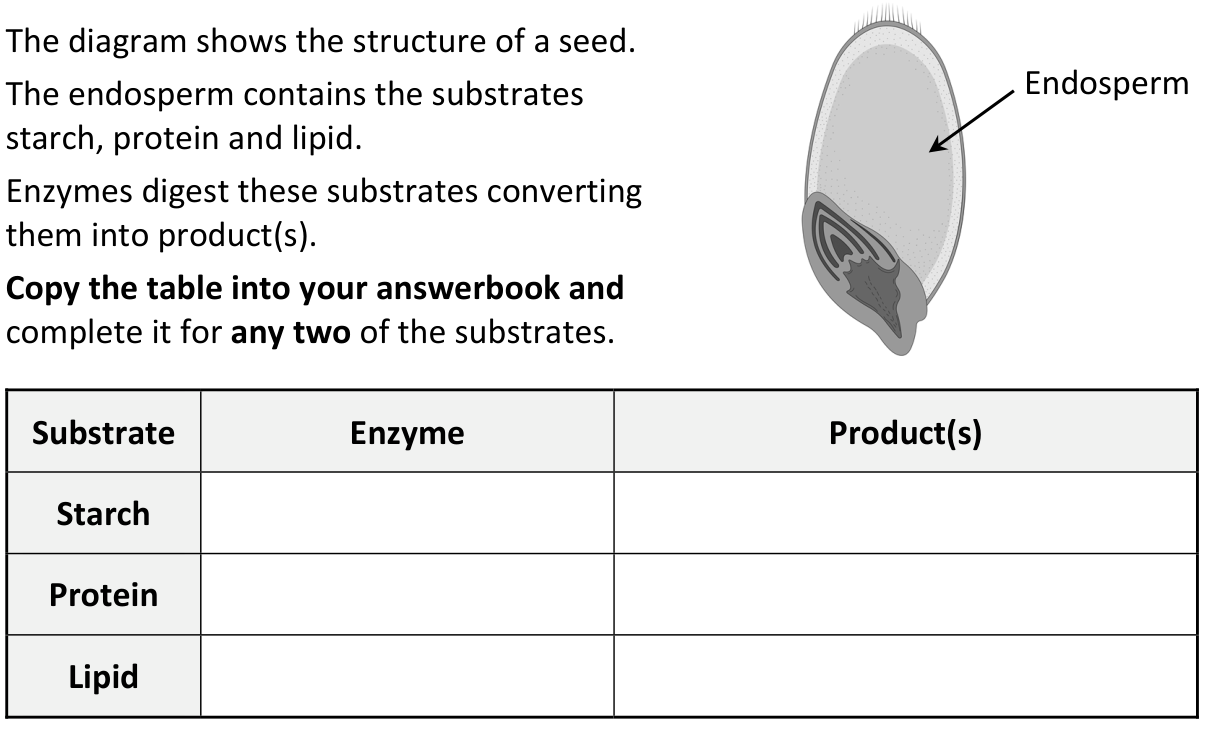 The diagram shows the structure of a seed.
The endosperm contains the substrates
starch, protein and lipid.
Enzymes digest these substrates converting
them into product(s).
Copy the table into your answerbook and
complete it for any two of the substrates.
Endosperm
Substrate Enzyme Product(s)
Starch
Protein
Lipid